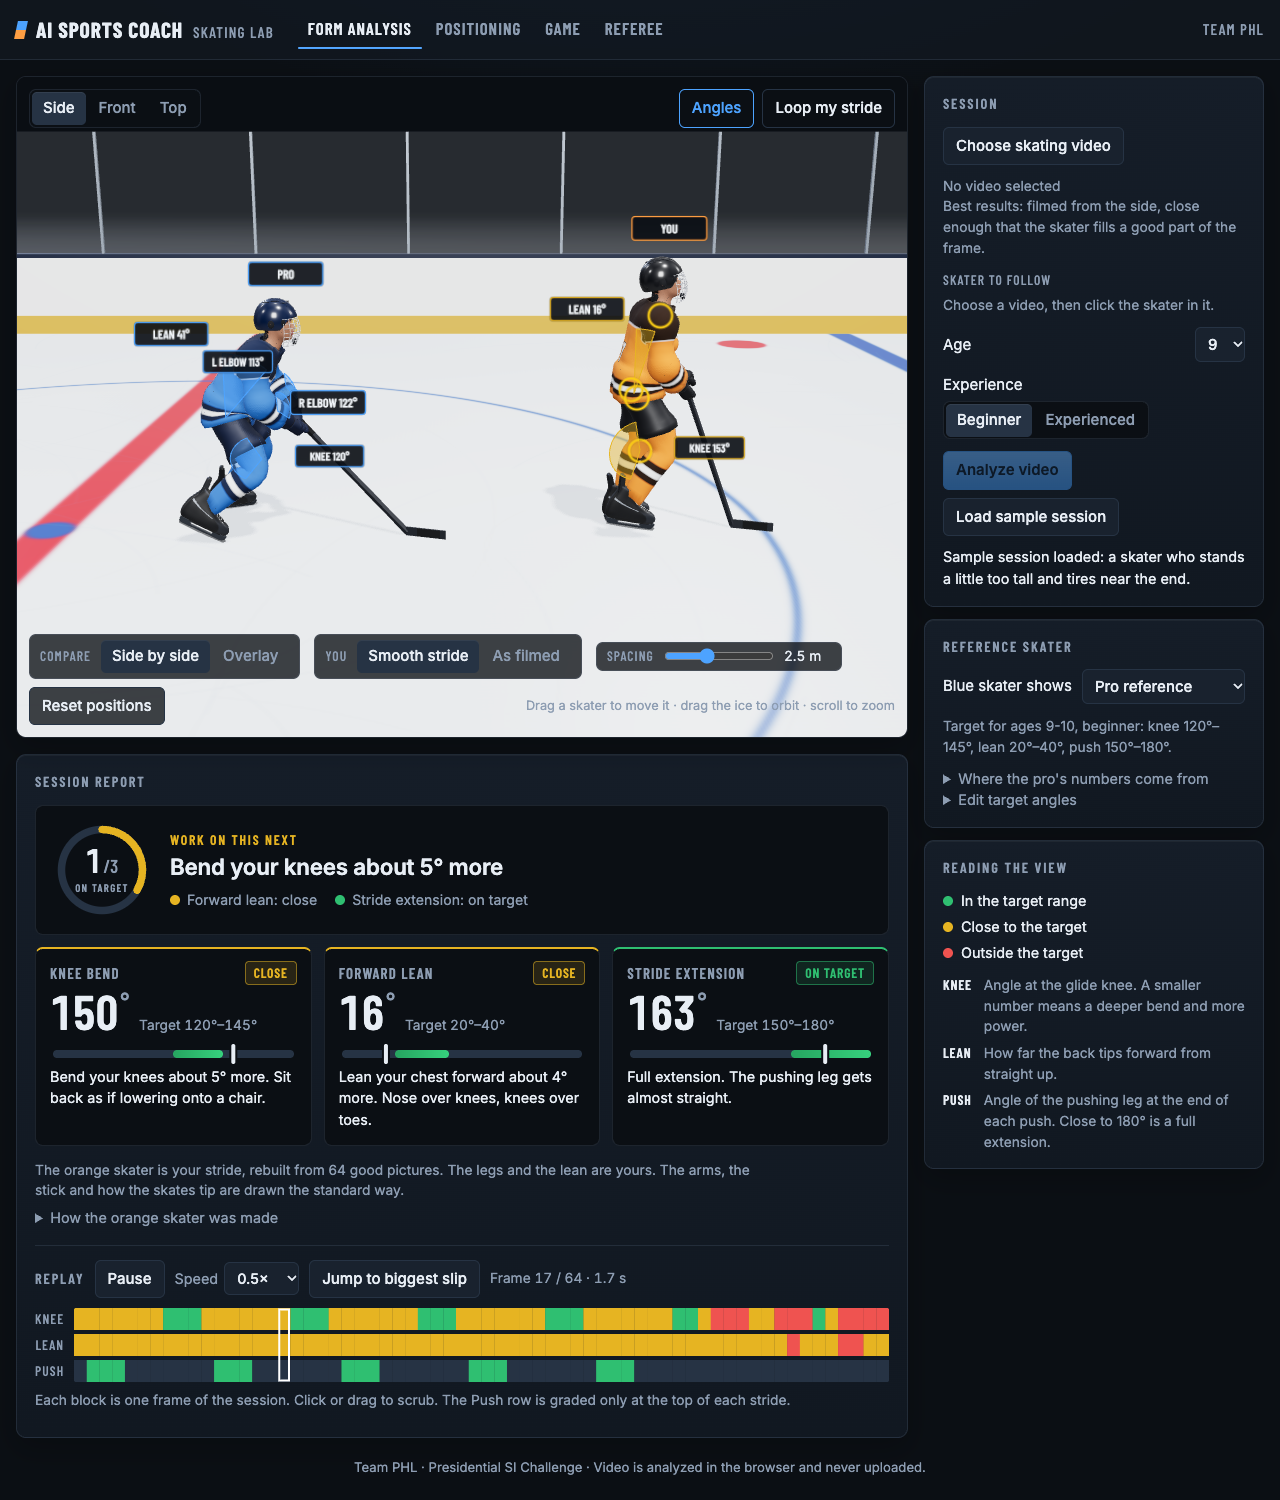 AI SPORTS COACH SKATING LAB FORM ANALYSIS POSITIONING GAME REFEREE TEAM PHL
Side Front Top Angles Loop my stride
YOU
PRO
LEAN 16°
LEAN 41°
L ELBOW 113°
R ELBOW 122°
KNEE 153°
KNEE 120°
COMPARE Side by side Overlay YOU Smooth stride As filmed SPACING 2.5 m
Reset positions Drag a skater to move it · drag the ice to orbit · scroll to zoom
SESSION REPORT
1/3
ON TARGET
WORK ON THIS NEXT
Bend your knees about 5° more
Forward lean: close Stride extension: on target
KNEE BEND CLOSE
150° Target 120°–145°
Bend your knees about 5° more. Sit
back as if lowering onto a chair.
FORWARD LEAN CLOSE
16° Target 20°–40°
Lean your chest forward about 4°
more. Nose over knees, knees over
toes.
STRIDE EXTENSION ON TARGET
163° Target 150°–180°
Full extension. The pushing leg gets
almost straight.
The orange skater is your stride, rebuilt from 64 good pictures. The legs and the lean are yours. The arms, the
stick and how the skates tip are drawn the standard way.
How the orange skater was made
REPLAY Pause Speed 0.5× Jump to biggest slip Frame 17 / 64 · 1.7 s
KNEE
LEAN
PUSH
Each block is one frame of the session. Click or drag to scrub. The Push row is graded only at the top of each stride.
SESSION
Choose skating video
No video selected
Best results: filmed from the side, close
enough that the skater fills a good part of the
frame.
SKATER TO FOLLOW
Choose a video, then click the skater in it.
Age 9
Experience
Beginner Experienced
Analyze video
Load sample session
Sample session loaded: a skater who stands
a little too tall and tires near the end.
REFERENCE SKATER
Blue skater shows Pro reference
Target for ages 9-10, beginner: knee 120°–
145°, lean 20°–40°, push 150°–180°.
Where the pro's numbers come from
Edit target angles
READING THE VIEW
In the target range
Close to the target
Outside the target
KNEE Angle at the glide knee. A smaller
number means a deeper bend and more
power.
LEAN How far the back tips forward from
straight up.
PUSH Angle of the pushing leg at the end of
each push. Close to 180° is a full
extension.
Team PHL · Presidential SI Challenge · Video is analyzed in the browser and never uploaded.